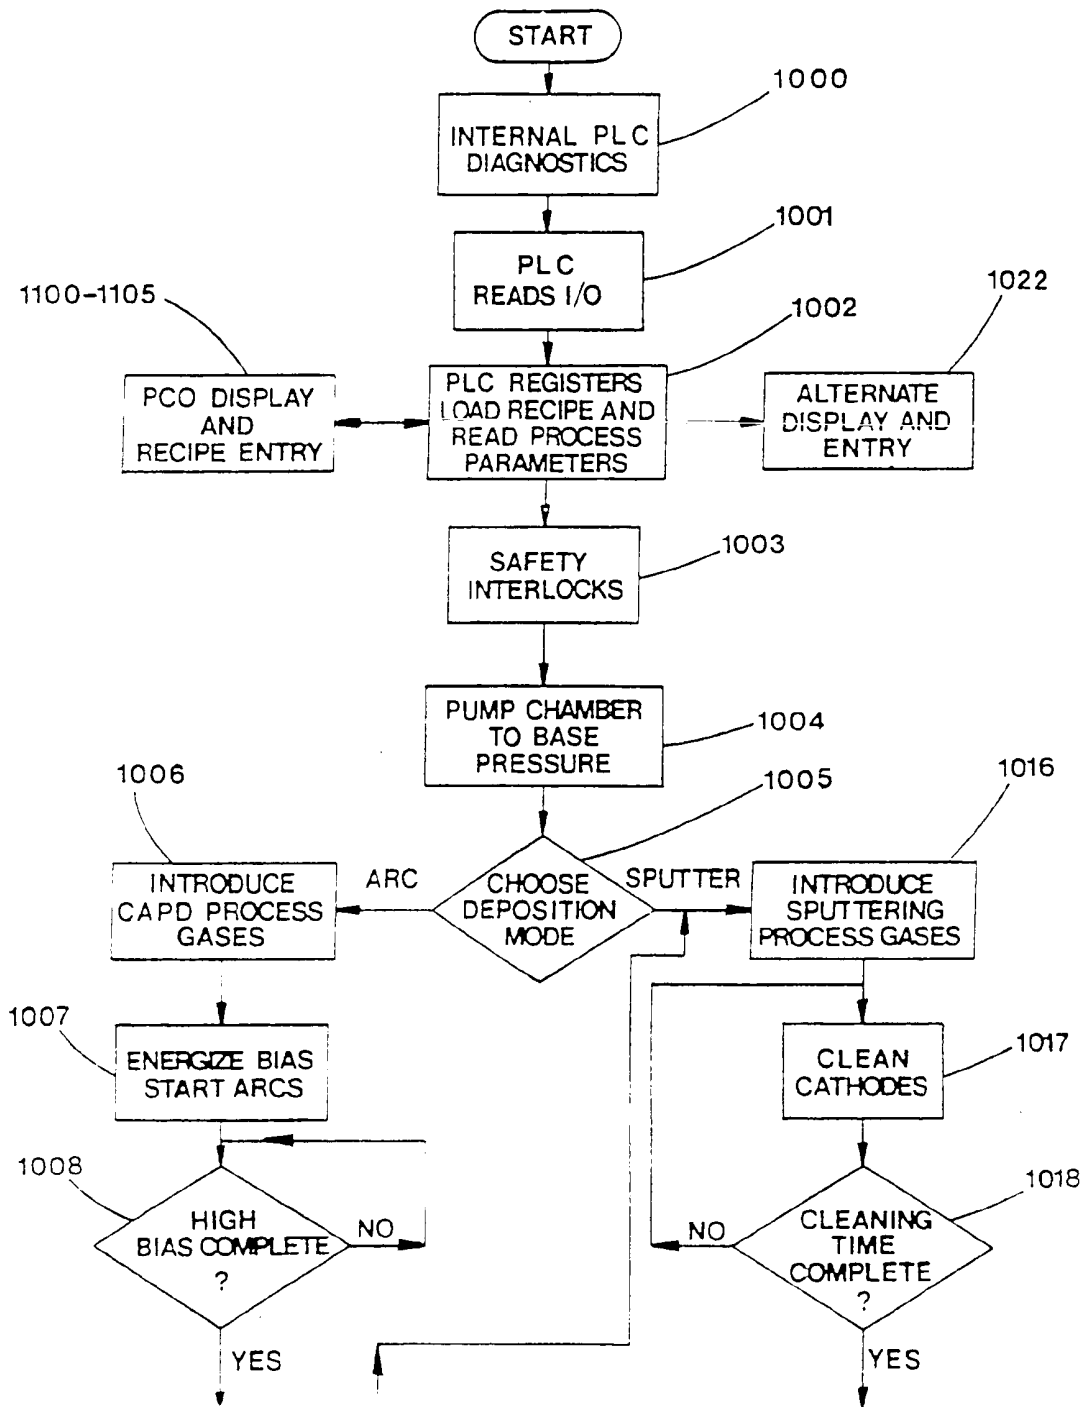 START
1000
INTERNAL PLC
DIAGNOSTICS
1001
PLC
READS I/O
1100-1105
1002
1022
PCO DISPLAY
AND
RECIPE ENTRY
PLC REGISTERS
LOAD RECIPE AND
READ PROCESS
PARAMETERS
ALTERNATE
DISPLAY AND
ENTRY
1003
SAFETY
INTERLOCKS
PUMP CHAMBER
TO BASE
PRESSURE
1004
1006
1005
1016
INTRODUCE
CAPD PROCESS
GASES
ARC
CHOOSE
DEPOSITION
MODE
SPUTTER
INTRODUCE
SPUTTERING
PROCESS GASES
1007
ENERGIZE BIAS
START ARCS
1017
CLEAN
CATHODES
1008
HIGH
BIAS COMPLETE
?
NO
1018
NO
CLEANING
TIME
COMPLETE
?
YES
YES